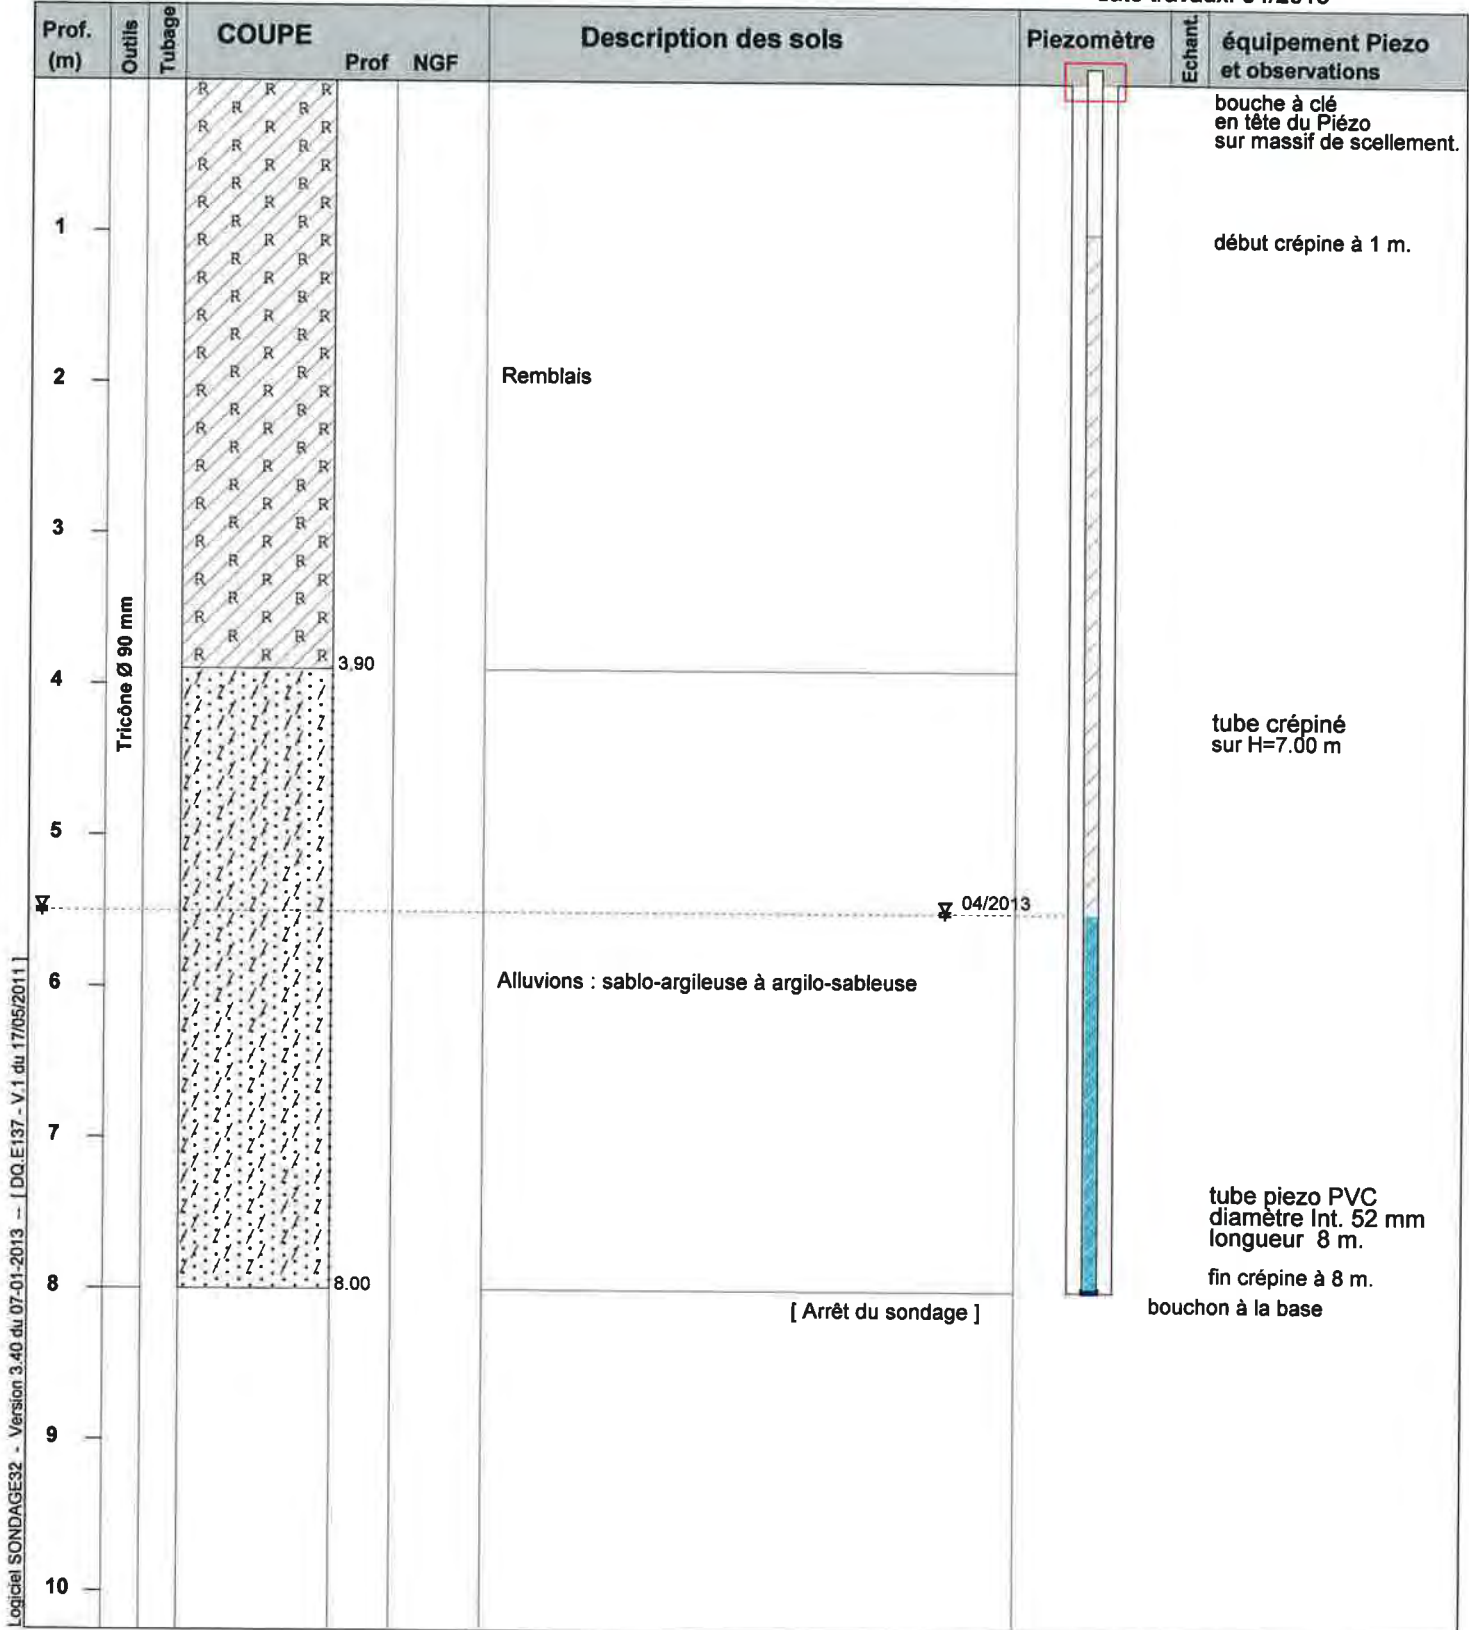 Prof.
(m)
Outils
Tubage
COUPE
Prof NGF
Description des sols
Piezomètre
Echant.
équipement Piezo
et observations
bouche à clé
en tête du Piézo
sur massif de scellement.
1
début crépine à 1 m.
2
Remblais
3
Tricône Ø 90 mm
3,90
4
tube crépiné
sur H=7.00 m
5
04/2013
6
Alluvions : sablo-argileuse à argilo-sableuse
7
tube piezo PVC
diamètre Int. 52 mm
longueur 8 m.
8
8.00
fin crépine à 8 m.
[ Arrêt du sondage ]
bouchon à la base
9
10
Logiciel SONDAGE32 - Version 3.40 du 07-01-2013 -- [ DQ.E137 - V.1 du 17/05/2011 ]